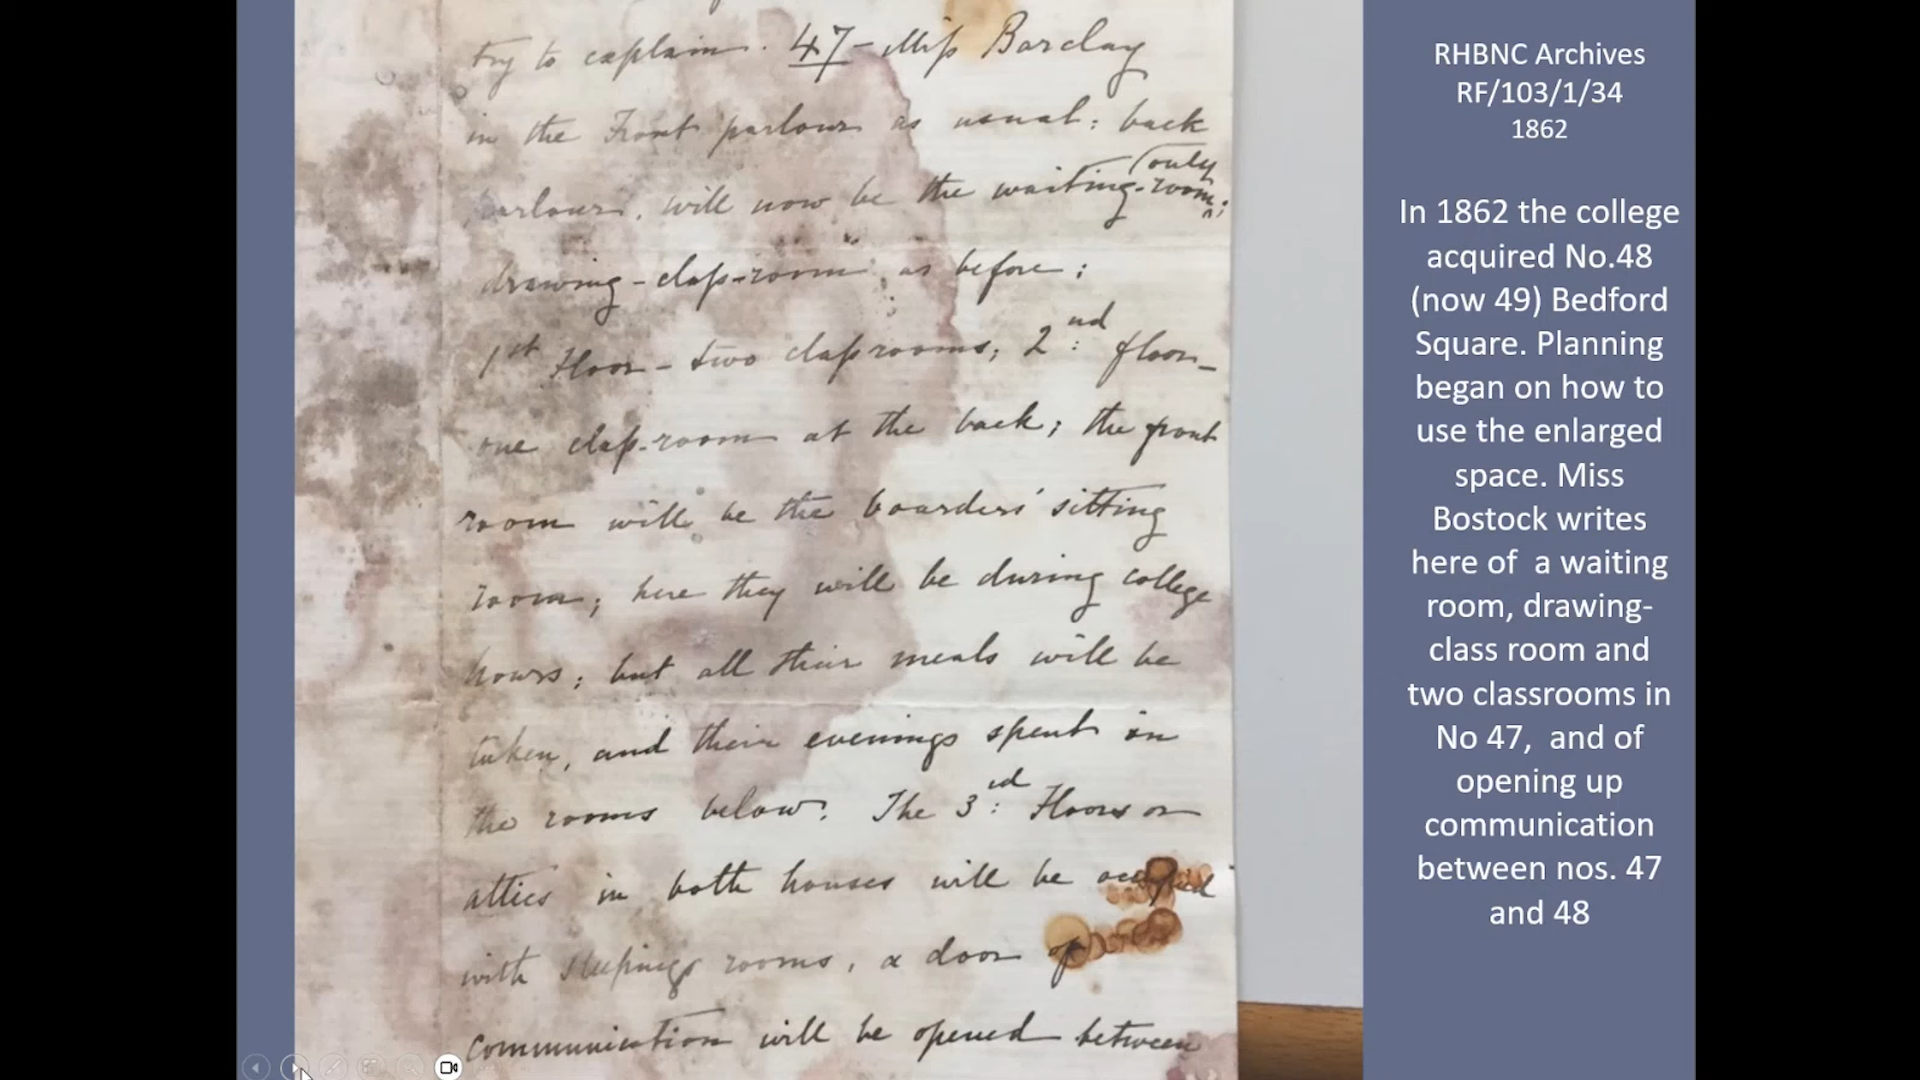 try to explain. 47 - Miss Barclay
in the Front parlour as usual: back
parlour, will now be the waiting-room (only;
drawing-class-room as before;
1st Floor - two class rooms; 2nd floor -
one class-room at the back; the front
room will be the boarders' sitting
room; here they will be during college
hours; but all their meals will be
taken, and their evenings spent in
the rooms below. The 3rd Floors or
attics in both houses will be occupied
with sleeping rooms, a door of
communication will be opened between
RHBNC Archives
RF/103/1/34
1862
In 1862 the college
acquired No.48
(now 49) Bedford
Square. Planning
began on how to
use the enlarged
space. Miss
Bostock writes
here of a waiting
room, drawing-
class room and
two classrooms in
No 47, and of
opening up
communication
between nos. 47
and 48